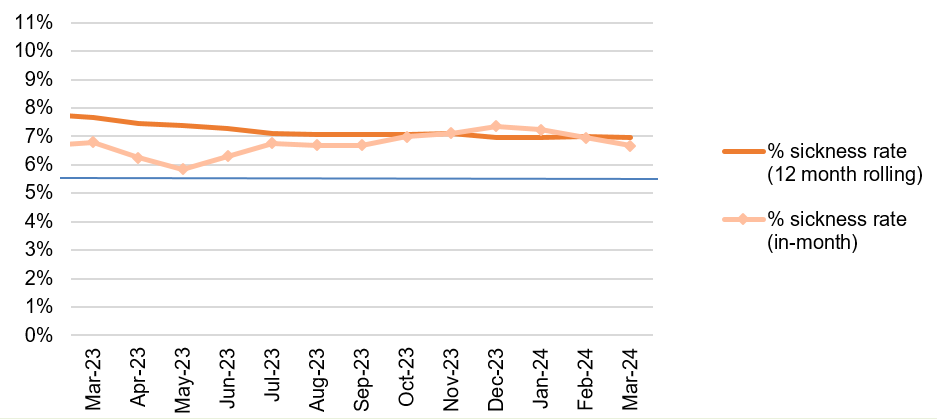 11%
10%
9%
8%
7%
6%
5%
4%
3%
2%
1%
0%
Mar-23
Apr-23
May-23
Jun-23
Jul-23
Aug-23
Sep-23
Oct-23
Nov-23
Dec-23
Jan-24
Feb-24
Mar-24
% sickness rate
(12 month rolling)
% sickness rate
(in-month)